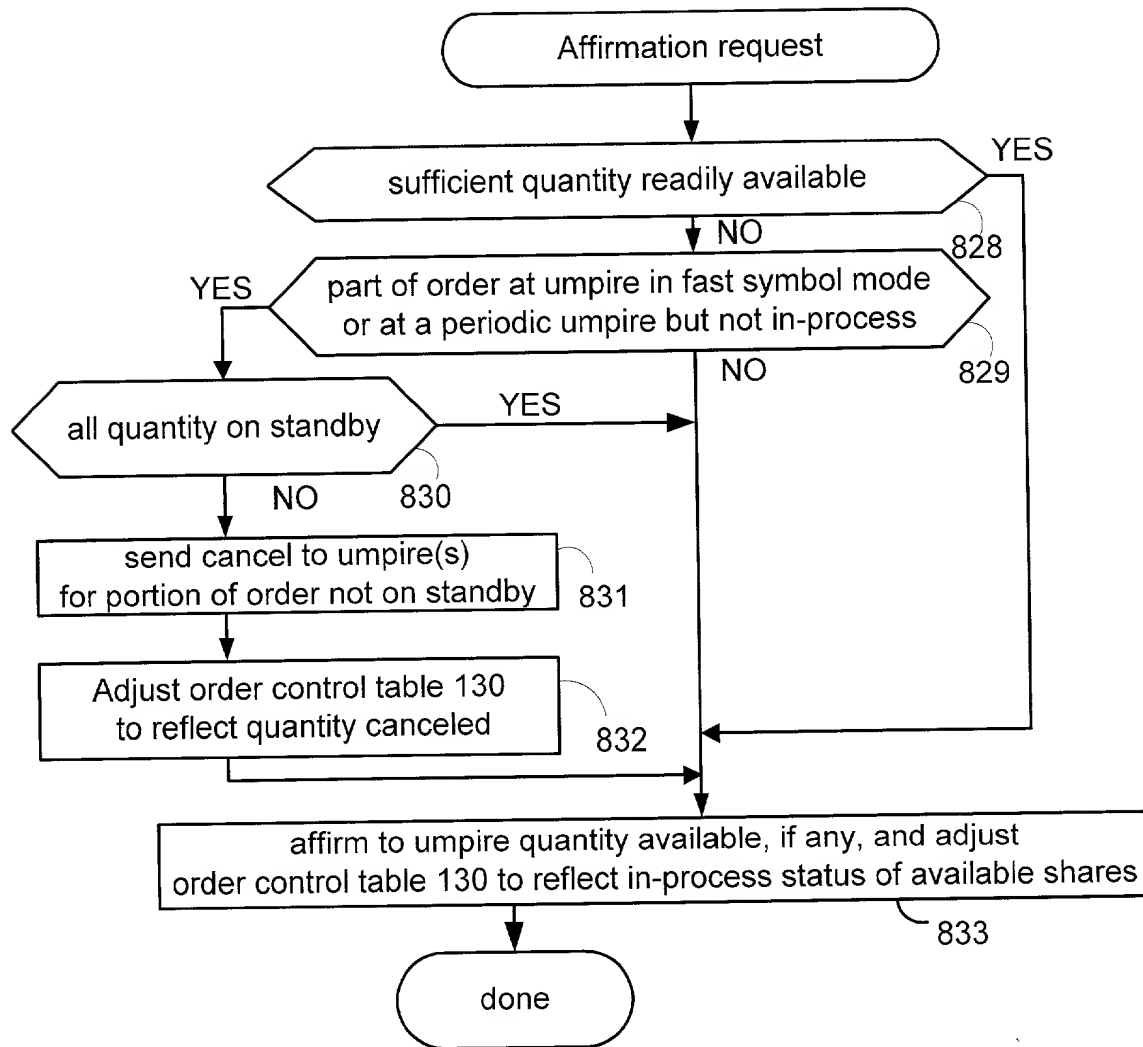 Affirmation request
YES
sufficient quantity readily available
NO
828
YES
part of order at umpire in fast symbol mode
or at a periodic umpire but not in-process
NO
829
all quantity on standby
YES
NO
830
send cancel to umpire(s)
for portion of order not on standby
831
Adjust order control table 130
to reflect quantity canceled
832
affirm to umpire quantity available, if any, and adjust
order control table 130 to reflect in-process status of available shares
833
done